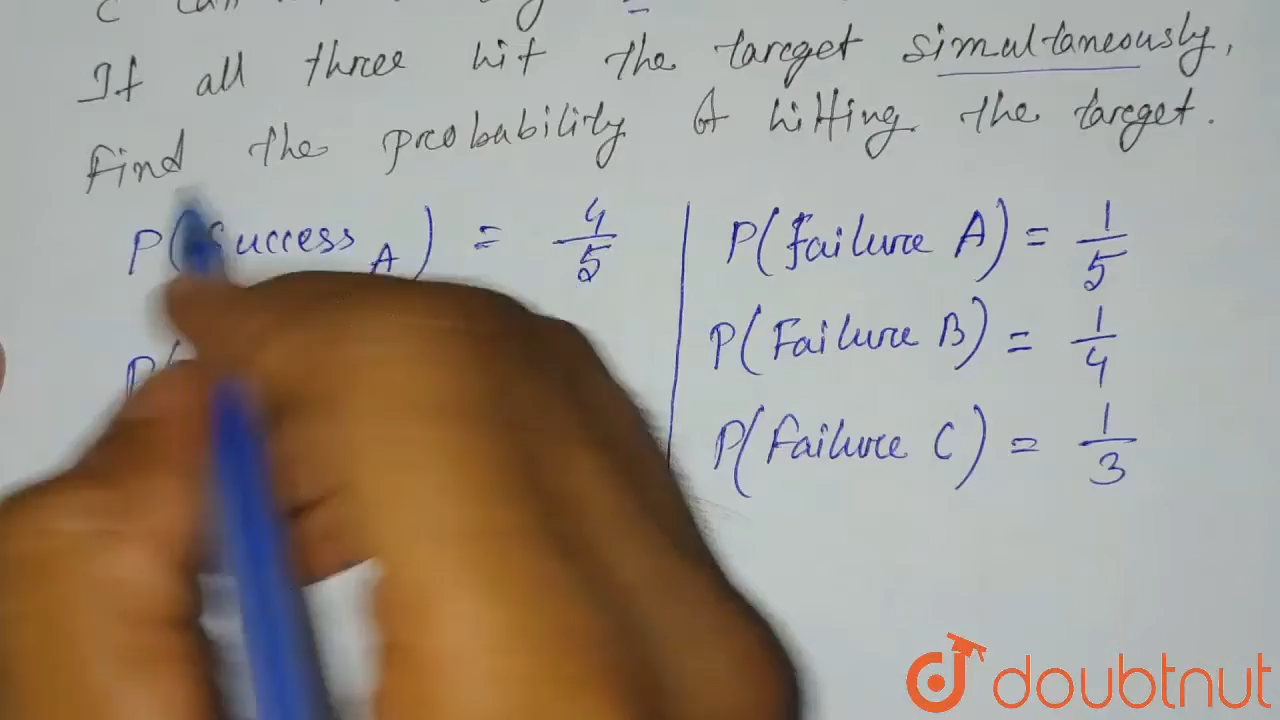 C can
If all three hit the target simultaneously,
Find the probability of hitting the target.
P(Success A) = 4/5
P(failure A) = 1/5
P(
P(Failure B) = 1/4
P(Failure C) = 1/3
doubtnut